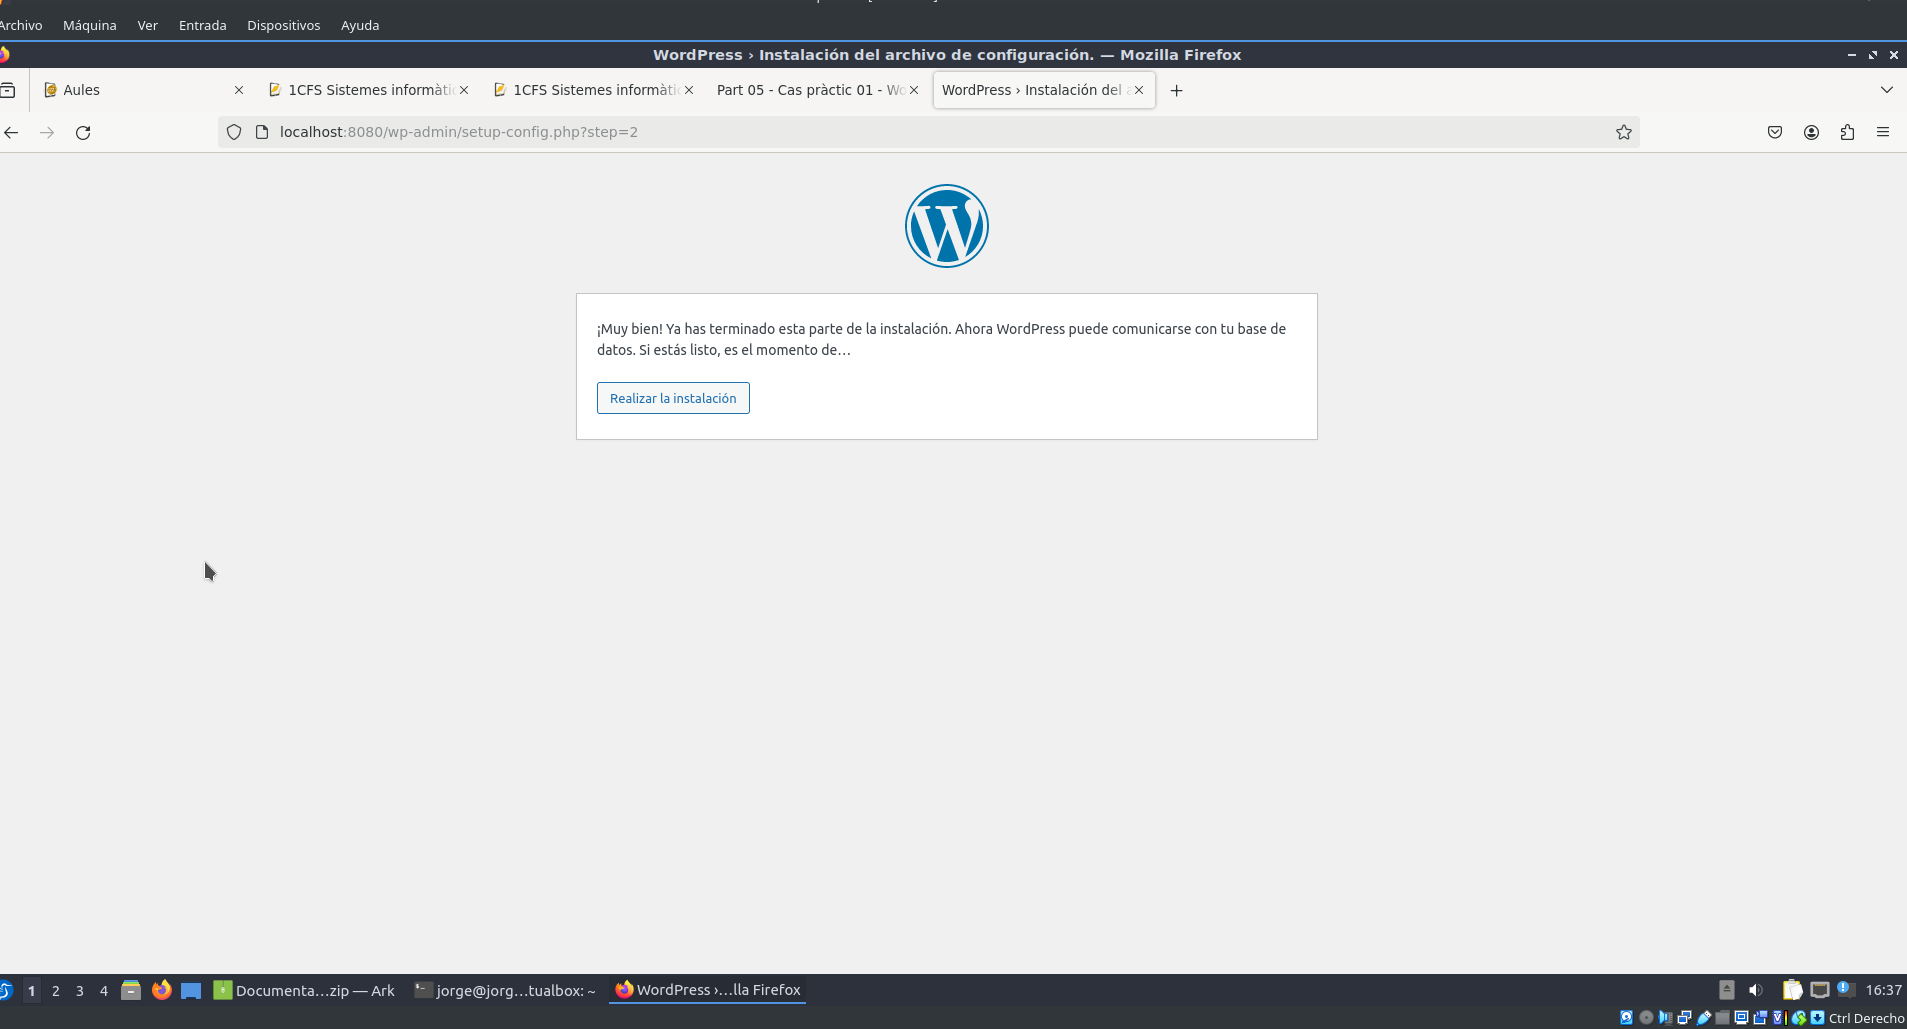 Archivo Máquina Ver Entrada Dispositivos Ayuda
WordPress › Instalación del archivo de configuración. — Mozilla Firefox
Aules
1CFS Sistemes informàtic
1CFS Sistemes informàtic
Part 05 - Cas pràctic 01 - Wo
WordPress › Instalación del a
localhost:8080/wp-admin/setup-config.php?step=2
¡Muy bien! Ya has terminado esta parte de la instalación. Ahora WordPress puede comunicarse con tu base de
datos. Si estás listo, es el momento de…
Realizar la instalación
1 2 3 4 Documenta…zip — Ark jorge@jorg…tualbox: ~ WordPress ›…lla Firefox 16:37
Ctrl Derecho